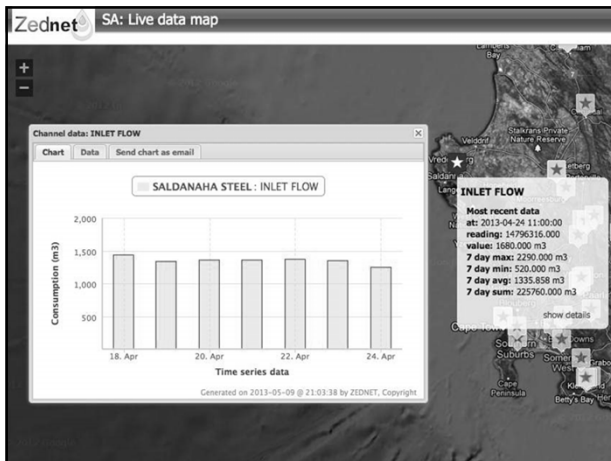 Zednet
SA: Live data map
+
−
Channel data: INLET FLOW
Chart Data Send chart as email
SALDANAHA STEEL : INLET FLOW
Consumption (m3)
2,000
1,500
1,000
500
18. Apr 20. Apr 22. Apr 24. Apr
Time series data
Generated on 2013-05-09 @ 21:03:38 by ZEDNET, Copyright
Bay
Velddrif
Stalkrans Private
Nature Reserve
INLET FLOW
Most recent data
at: 2013-04-24 11:00:00
reading: 14796316.000
value: 1680.000 m3
7 day max: 2290.000 m3
7 day min: 520.000 m3
7 day avg: 1335.858 m3
7 day sum: 225760.000 m3
show details
Suburbs
Cape
Peninsula
Betty's Bay